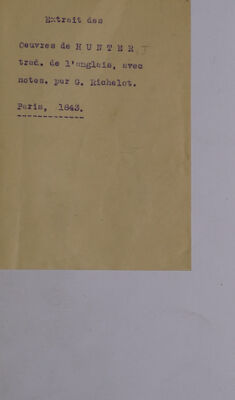 Extrait des
Oeuvres de H U N T E R
trad. de l'anglais, avec
notes, par G. Richelot.
Paris, 1843.
-------------